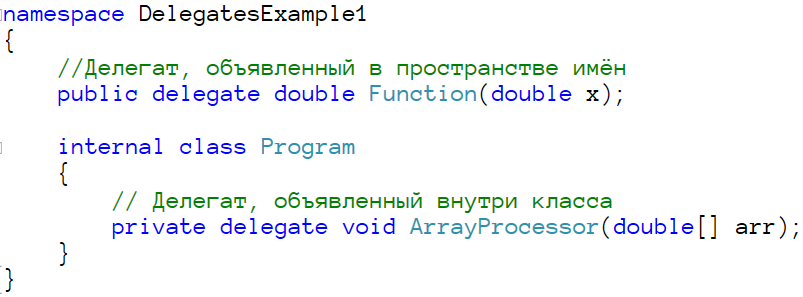 namespace DelegatesExample1
{
    //Делегат, объявленный в пространстве имён
    public delegate double Function(double x);

    internal class Program
    {
        // Делегат, объявленный внутри класса
        private delegate void ArrayProcessor(double[] arr);
    }
}